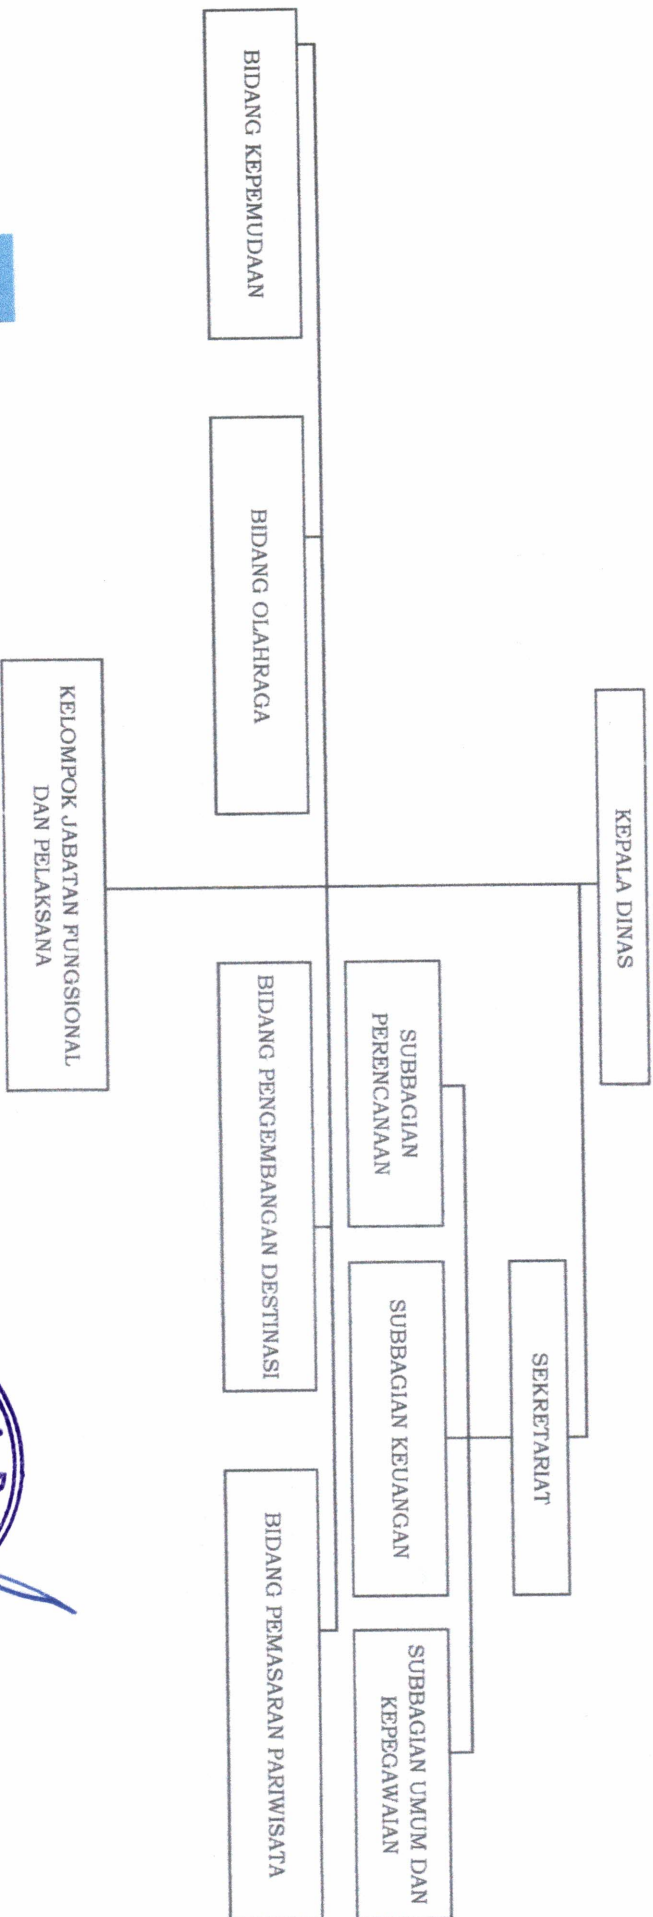 KEPALA DINAS
SEKRETARIAT
SUBBAGIAN
PERENCANAAN
SUBBAGIAN KEUANGAN
SUBBAGIAN UMUM DAN
KEPEGAWAIAN
BIDANG KEPEMUDAAN
BIDANG OLAHRAGA
BIDANG PENGEMBANGAN DESTINASI
BIDANG PEMASARAN PARIWISATA
KELOMPOK JABATAN FUNGSIONAL
DAN PELAKSANA